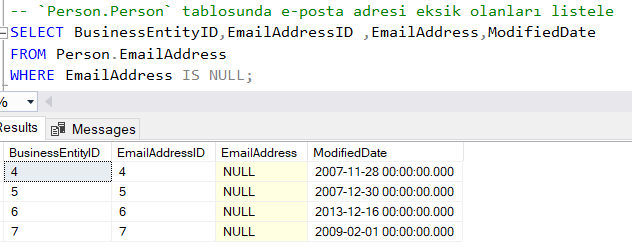 -- `Person.Person` tablosunda e-posta adresi eksik olanları listele
SELECT BusinessEntityID,EmailAddressID ,EmailAddress,ModifiedDate
FROM Person.EmailAddress
WHERE EmailAddress IS NULL;
%
Results Messages
BusinessEntityID EmailAddressID EmailAddress ModifiedDate
4 4 NULL 2007-11-28 00:00:00.000
5 5 NULL 2007-12-30 00:00:00.000
6 6 NULL 2013-12-16 00:00:00.000
7 7 NULL 2009-02-01 00:00:00.000